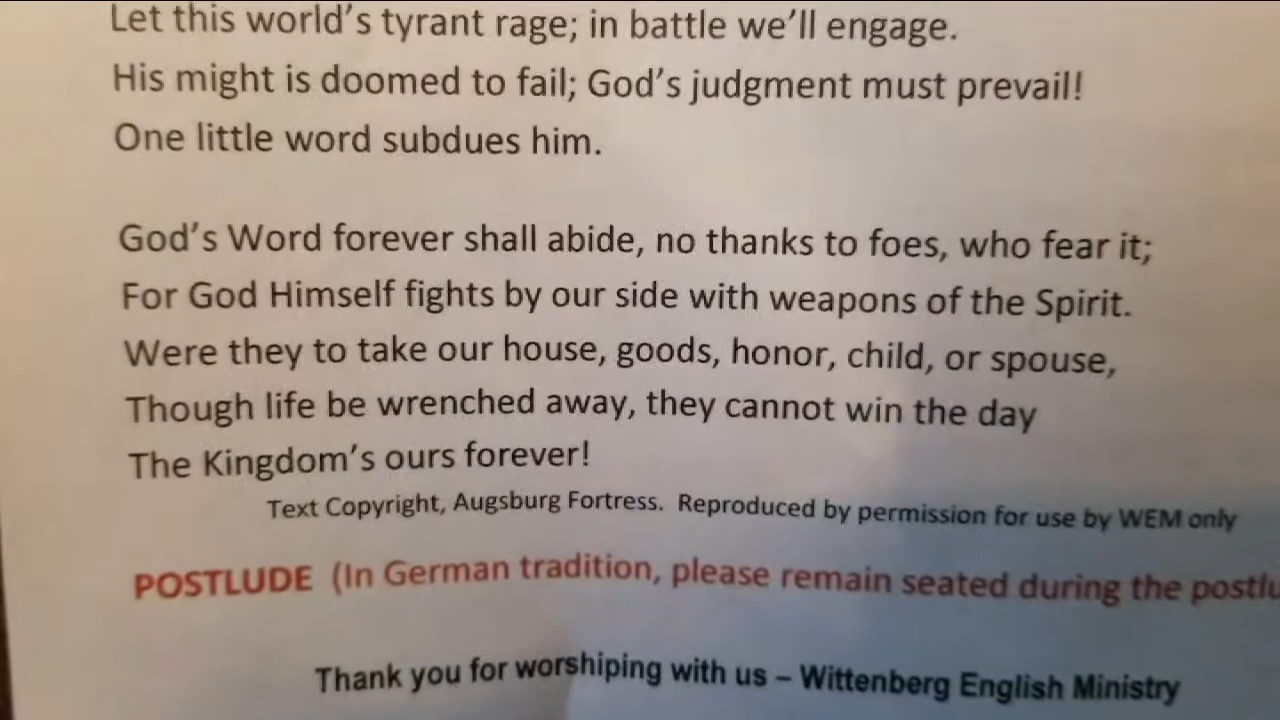 Let this world's tyrant rage; in battle we'll engage.
His might is doomed to fail; God's judgment must prevail!
One little word subdues him.
God's Word forever shall abide, no thanks to foes, who fear it;
For God Himself fights by our side with weapons of the Spirit.
Were they to take our house, goods, honor, child, or spouse,
Though life be wrenched away, they cannot win the day
The Kingdom's ours forever!
Text Copyright, Augsburg Fortress. Reproduced by permission for use by WEM only
POSTLUDE (In German tradition, please remain seated during the postlu
Thank you for worshiping with us – Wittenberg English Ministry